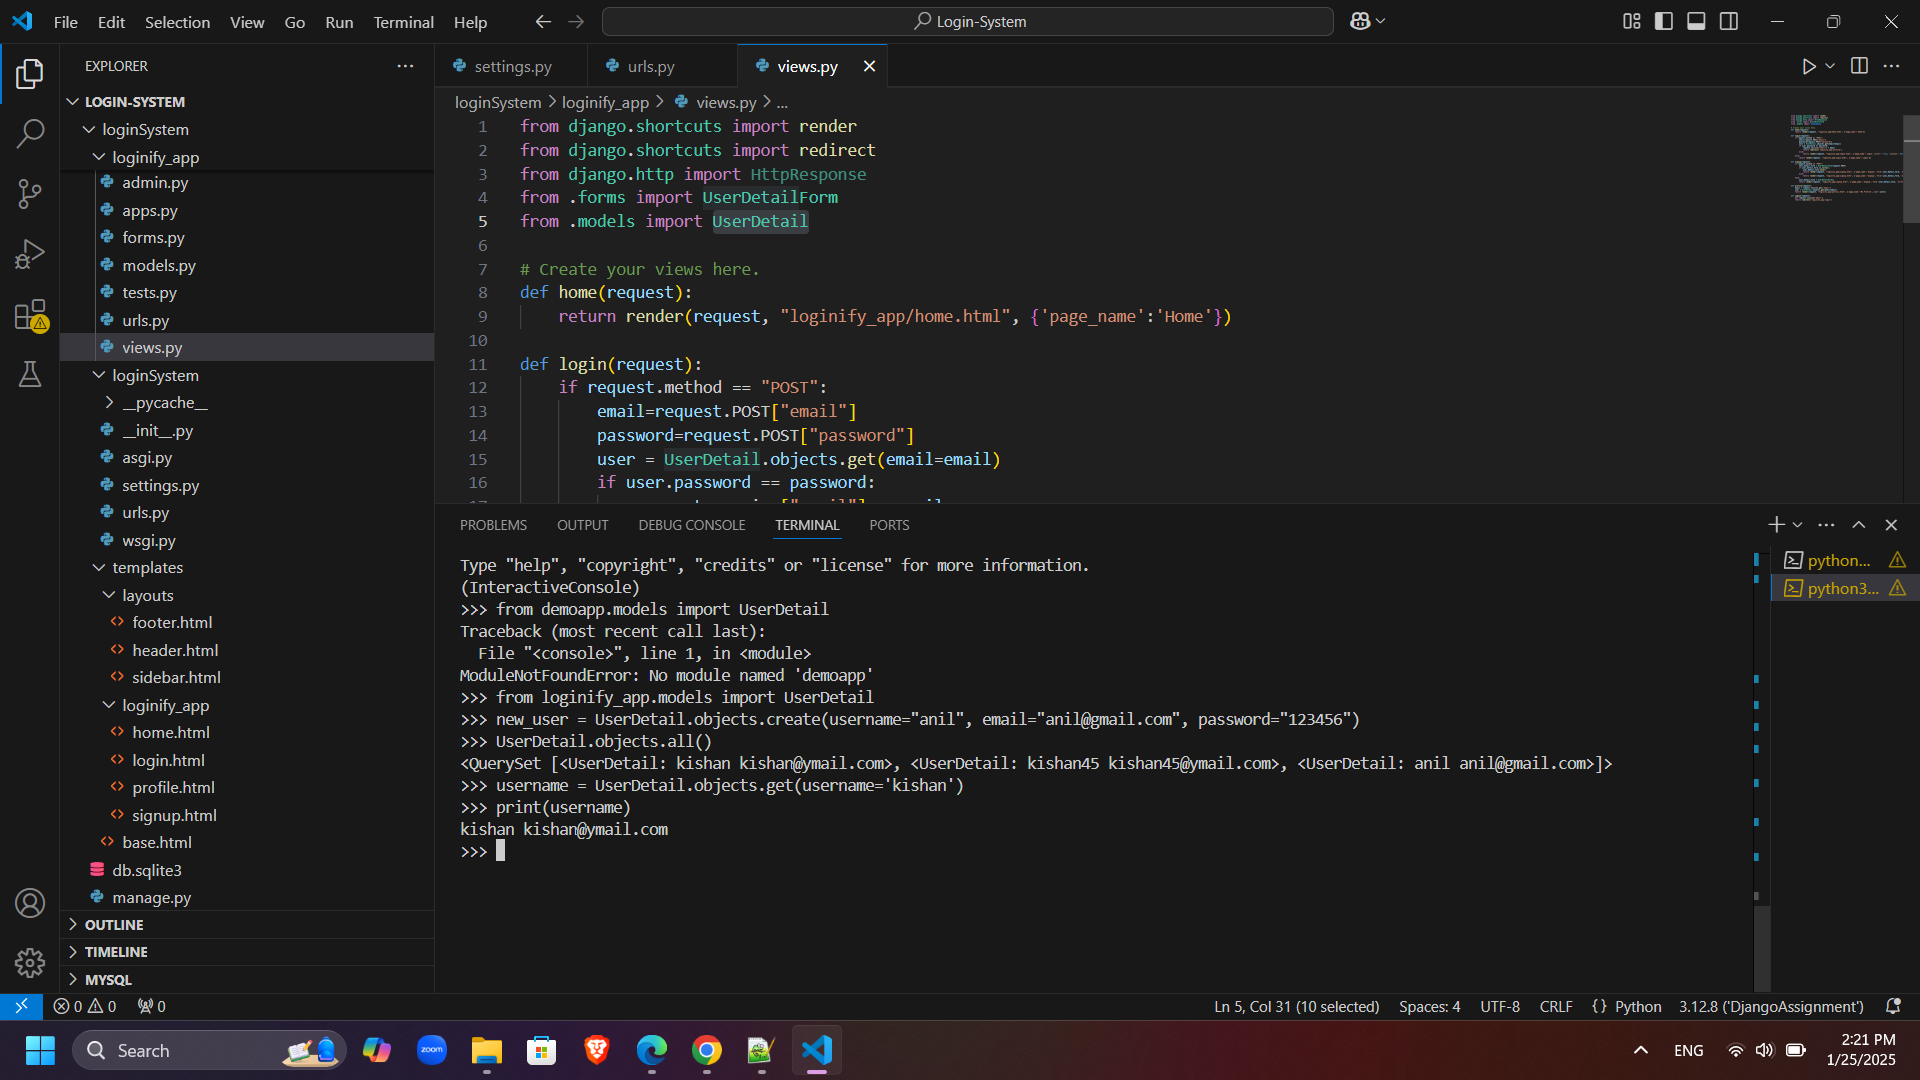 File Edit Selection View Go Run Terminal Help
Login-System
EXPLORER
LOGIN-SYSTEM
loginSystem
loginify_app
admin.py
apps.py
forms.py
models.py
tests.py
urls.py
views.py
loginSystem
__pycache__
__init__.py
asgi.py
settings.py
urls.py
wsgi.py
templates
layouts
footer.html
header.html
sidebar.html
loginify_app
home.html
login.html
profile.html
signup.html
base.html
db.sqlite3
manage.py
OUTLINE
TIMELINE
MYSQL
settings.py urls.py views.py
loginSystem > loginify_app > views.py > ...
1 from django.shortcuts import render
2 from django.shortcuts import redirect
3 from django.http import HttpResponse
4 from .forms import UserDetailForm
5 from .models import UserDetail
6
7 # Create your views here.
8 def home(request):
9 return render(request, "loginify_app/home.html", {'page_name':'Home'})
10
11 def login(request):
12 if request.method == "POST":
13 email=request.POST["email"]
14 password=request.POST["password"]
15 user = UserDetail.objects.get(email=email)
16 if user.password == password:
PROBLEMS OUTPUT DEBUG CONSOLE TERMINAL PORTS
Type "help", "copyright", "credits" or "license" for more information.
(InteractiveConsole)
>>> from demoapp.models import UserDetail
Traceback (most recent call last):
File "<console>", line 1, in <module>
ModuleNotFoundError: No module named 'demoapp'
>>> from loginify_app.models import UserDetail
>>> new_user = UserDetail.objects.create(username="anil", email="anil@gmail.com", password="123456")
>>> UserDetail.objects.all()
<QuerySet [<UserDetail: kishan kishan@ymail.com>, <UserDetail: kishan45 kishan45@ymail.com>, <UserDetail: anil anil@gmail.com>]>
>>> username = UserDetail.objects.get(username='kishan')
>>> print(username)
kishan kishan@ymail.com
>>>
python...
python3...
0 0 0
Ln 5, Col 31 (10 selected) Spaces: 4 UTF-8 CRLF {} Python 3.12.8 ('DjangoAssignment')
Search
zoom
ENG
2:21 PM
1/25/2025